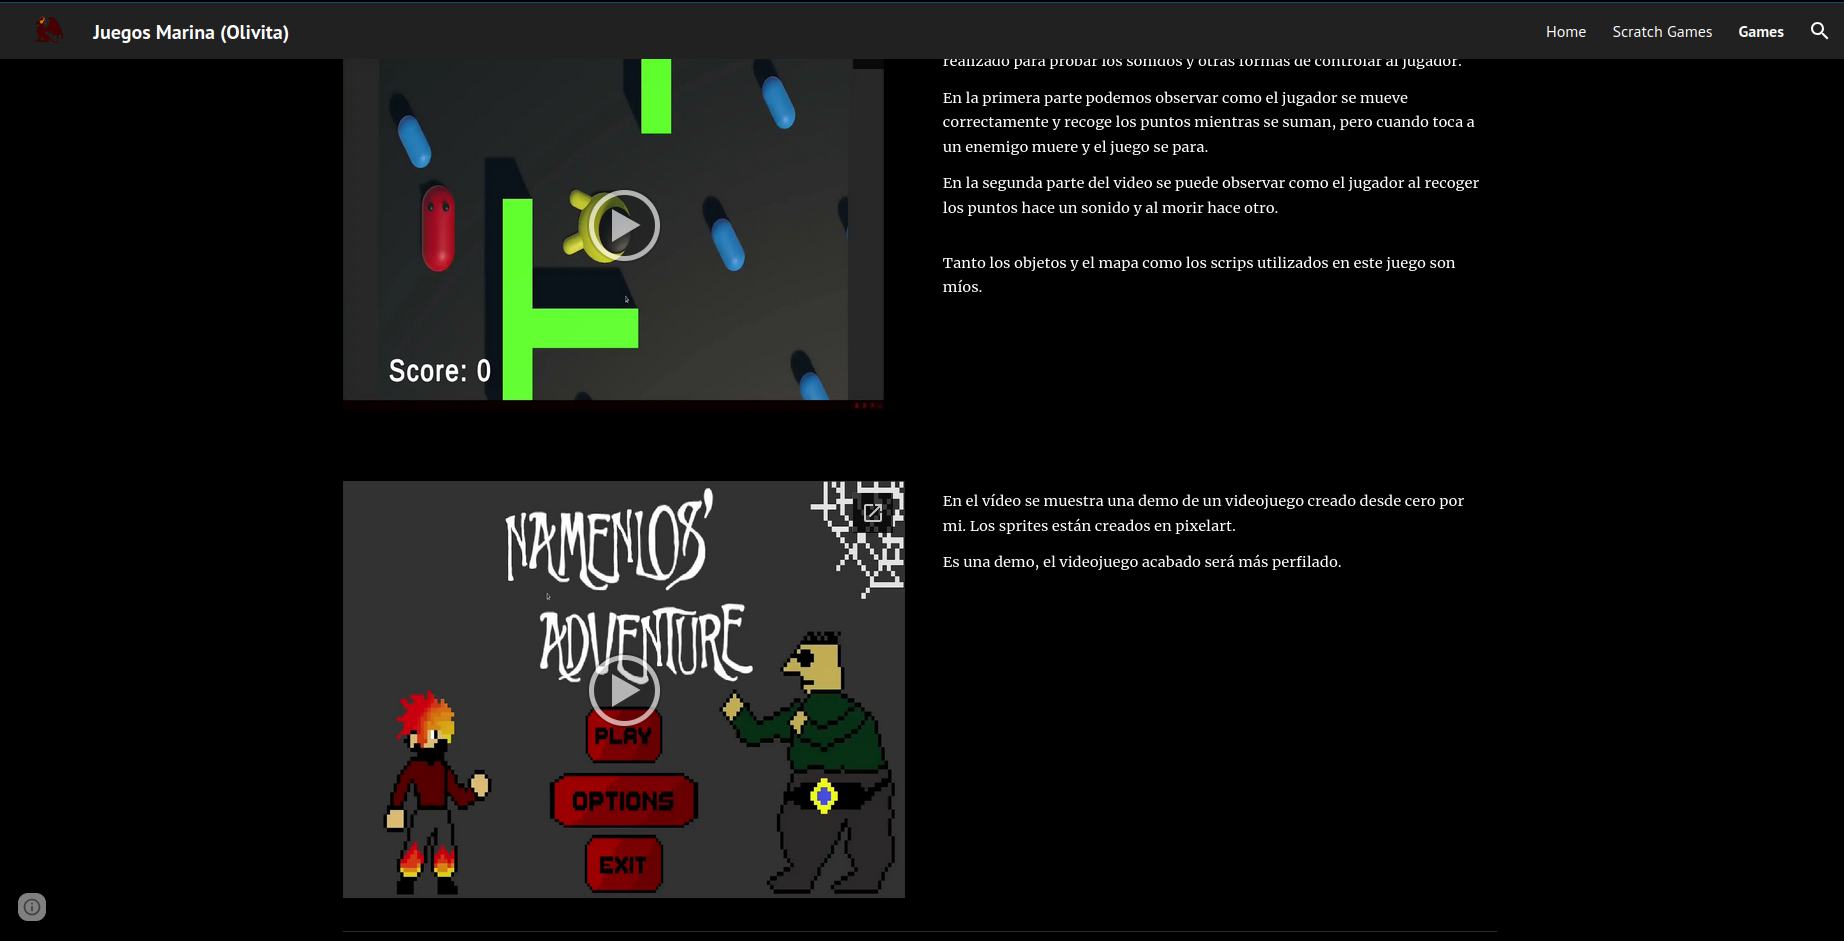 Juegos Marina (Olivita)
Home
Scratch Games
Games
realizado para probar los sonidos y otras formas de controlar al jugador.
En la primera parte podemos observar como el jugador se mueve
correctamente y recoge los puntos mientras se suman, pero cuando toca a
un enemigo muere y el juego se para.
En la segunda parte del video se puede observar como el jugador al recoger
los puntos hace un sonido y al morir hace otro.
Tanto los objetos y el mapa como los scrips utilizados en este juego son
míos.
Score: 0
NAMENLOS'
ADVENTURE
PLAY
OPTIONS
EXIT
En el vídeo se muestra una demo de un videojuego creado desde cero por
mi. Los sprites están creados en pixelart.
Es una demo, el videojuego acabado será más perfilado.